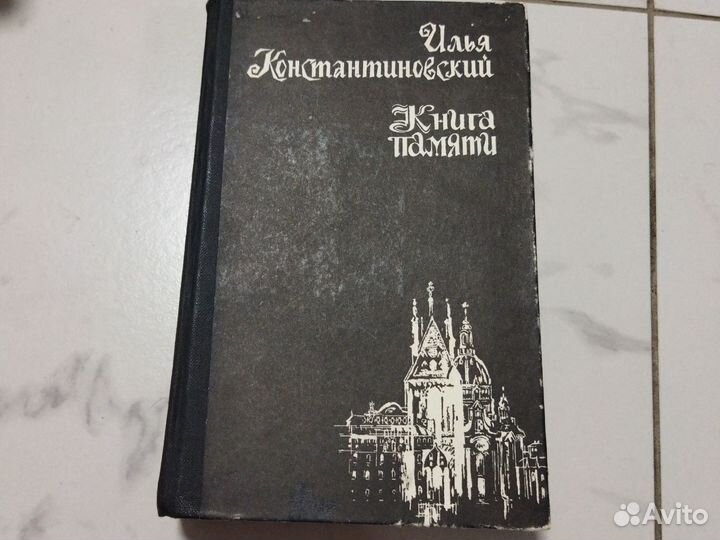 Илья
Константиновский
Книга
памяти
Avito